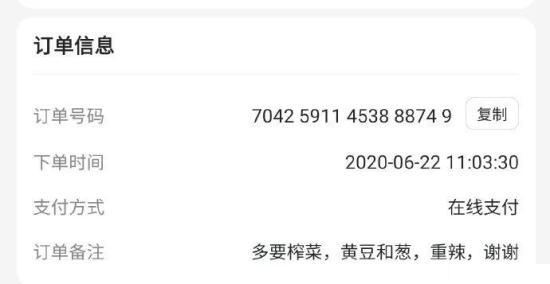 订单信息
订单号码 7042 5911 4538 8874 9 复制
下单时间 2020-06-22 11:03:30
支付方式 在线支付
订单备注 多要榨菜，黄豆和葱，重辣，谢谢